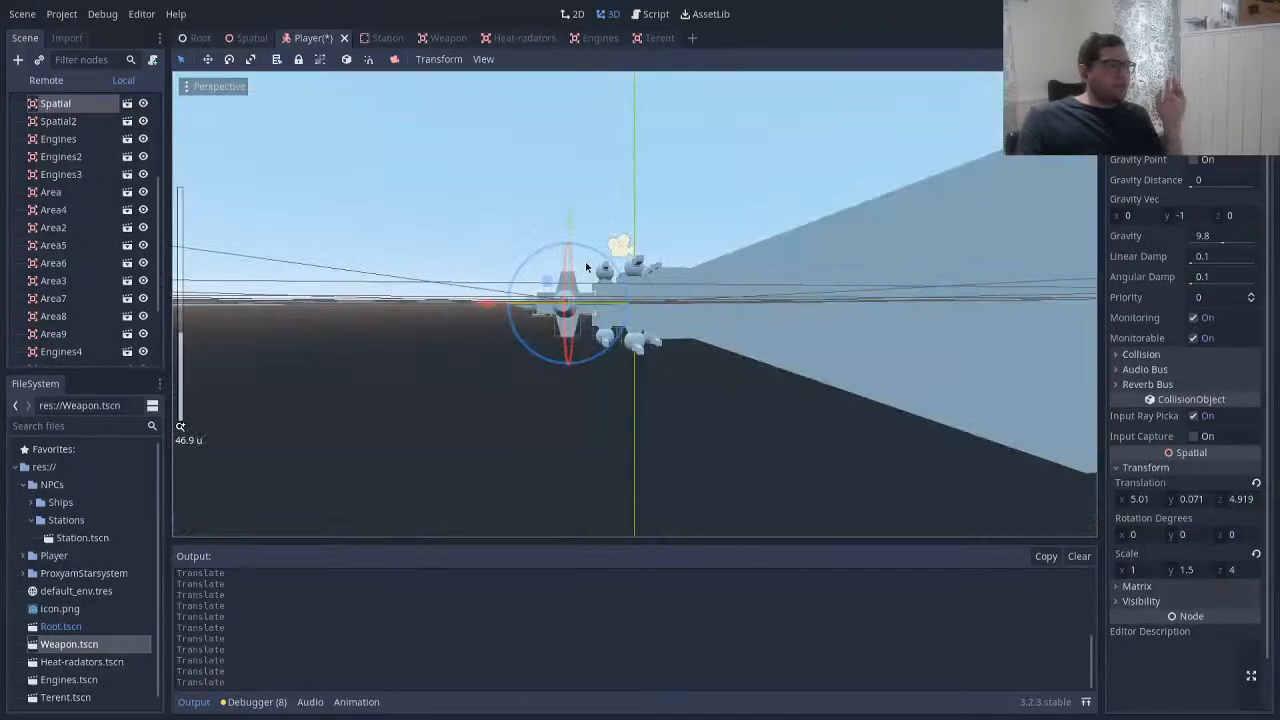 Scene Project Debug Editor Help
2D 3D Script AssetLib
Scene Import
Root Spatial Player(*) Station Weapon Heat-radators Engines Terent
Filter nodes
Transform View
Remote Local
Perspective
Spatial
Spatial2
Engines
Engines2
Engines3
Area
Area4
Area2
Area5
Area6
Area3
Area7
Area8
Area9
Engines4
46.9 u
FileSystem
res://Weapon.tscn
Search files
Favorites:
res://
NPCs
Ships
Stations
Station.tscn
Player
ProxyamStarsystem
default_env.tres
icon.png
Root.tscn
Weapon.tscn
Heat-radators.tscn
Engines.tscn
Terent.tscn
Output:
Copy Clear
Translate
Translate
Translate
Translate
Translate
Translate
Translate
Translate
Translate
Translate
Translate
Output Debugger (8) Audio Animation
3.2.3.stable
Gravity Point On
Gravity Distance 0
Gravity Vec
x 0 y -1 z 0
Gravity 9.8
Linear Damp 0.1
Angular Damp 0.1
Priority 0
Monitoring On
Monitorable On
Collision
Audio Bus
Reverb Bus
CollisionObject
Input Ray Picka On
Input Capture On
Spatial
Transform
Translation
x 5.01 y 0.071 z 4.919
Rotation Degrees
x 0 y 0 z 0
Scale
x 1 y 1.5 z 4
Matrix
Visibility
Node
Editor Description